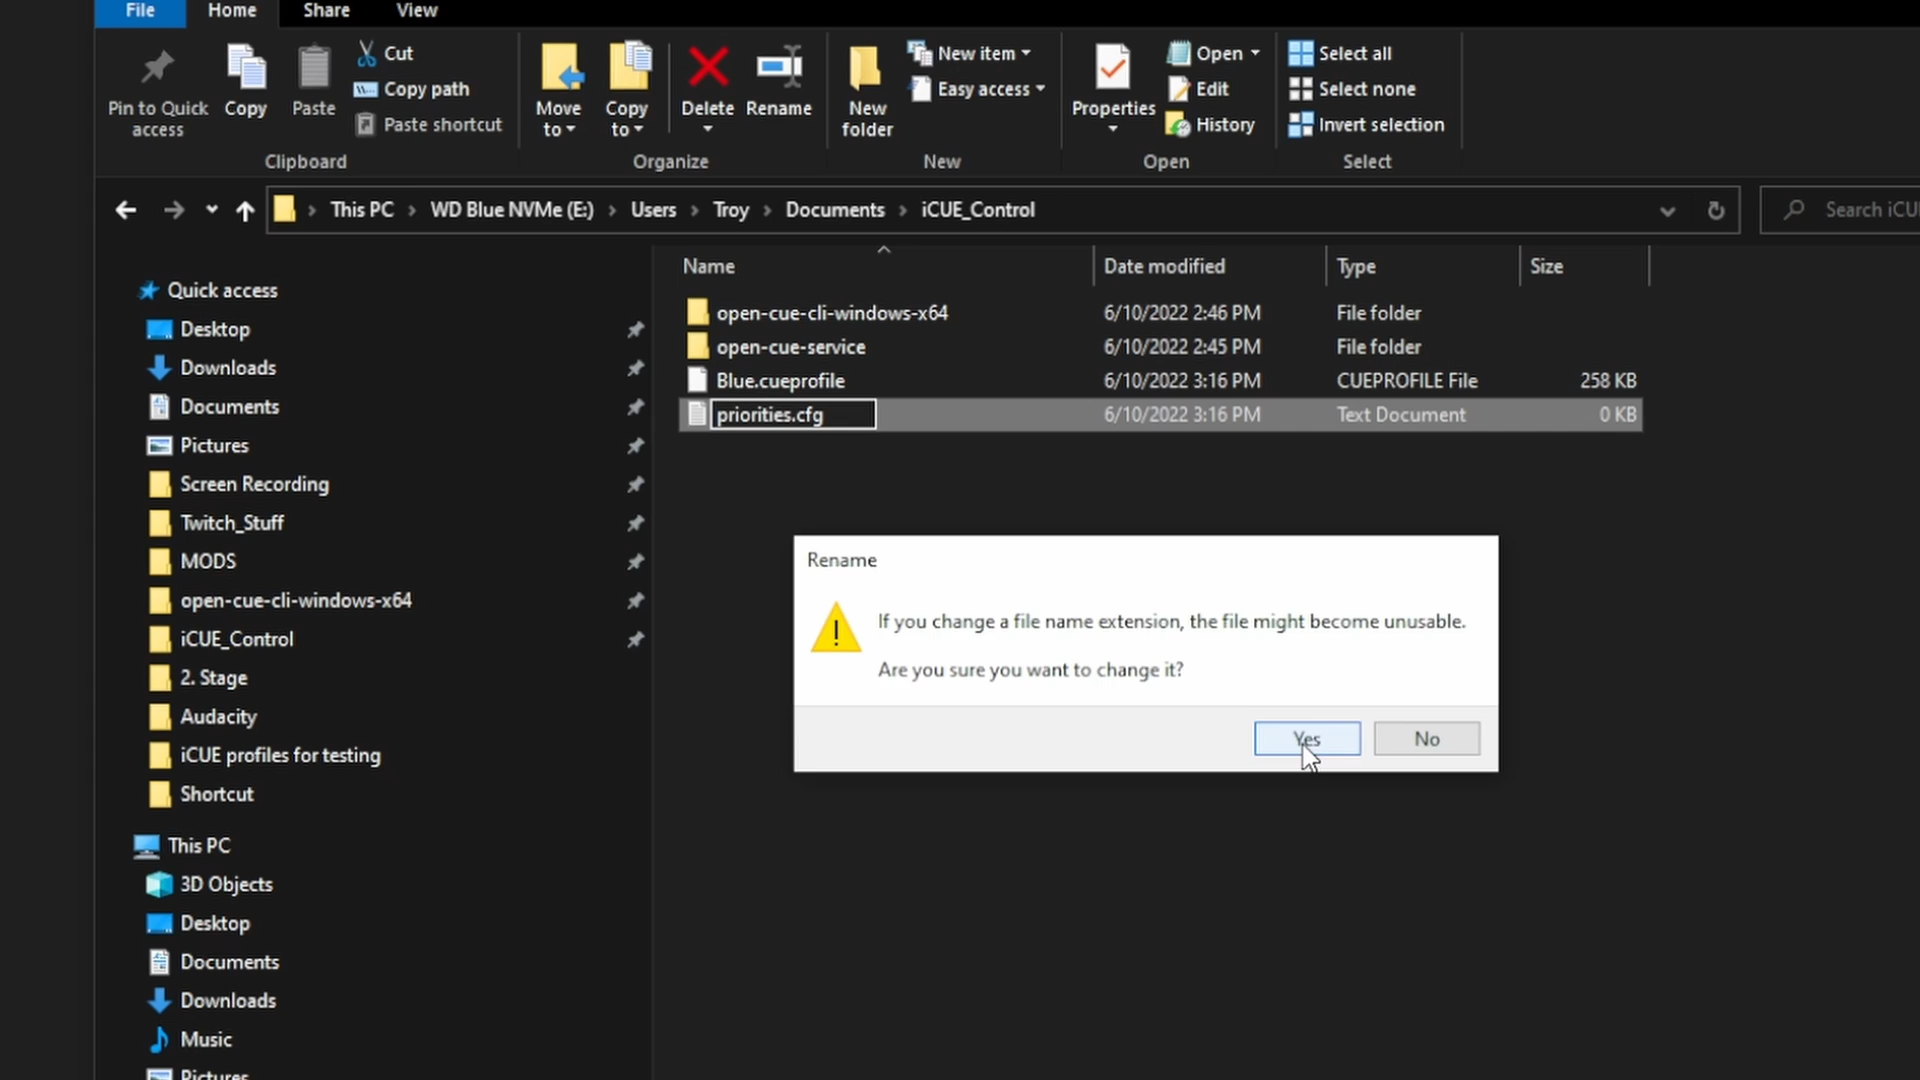 File Home Share View
Pin to Quick access
Copy
Paste
Cut
Copy path
Paste shortcut
Clipboard
Move to
Copy to
Delete
Rename
Organize
New folder
New item
Easy access
New
Properties
Open
Edit
History
Open
Select all
Select none
Invert selection
Select
This PC > WD Blue NVMe (E:) > Users > Troy > Documents > iCUE_Control
Search iCU
Name Date modified Type Size
open-cue-cli-windows-x64 6/10/2022 2:46 PM File folder
open-cue-service 6/10/2022 2:45 PM File folder
Blue.cueprofile 6/10/2022 3:16 PM CUEPROFILE File 258 KB
priorities.cfg 6/10/2022 3:16 PM Text Document 0 KB
Quick access
Desktop
Downloads
Documents
Pictures
Screen Recording
Twitch_Stuff
MODS
open-cue-cli-windows-x64
iCUE_Control
2. Stage
Audacity
iCUE profiles for testing
Shortcut
This PC
3D Objects
Desktop
Documents
Downloads
Music
Pictures
Rename
If you change a file name extension, the file might become unusable.
Are you sure you want to change it?
Yes No